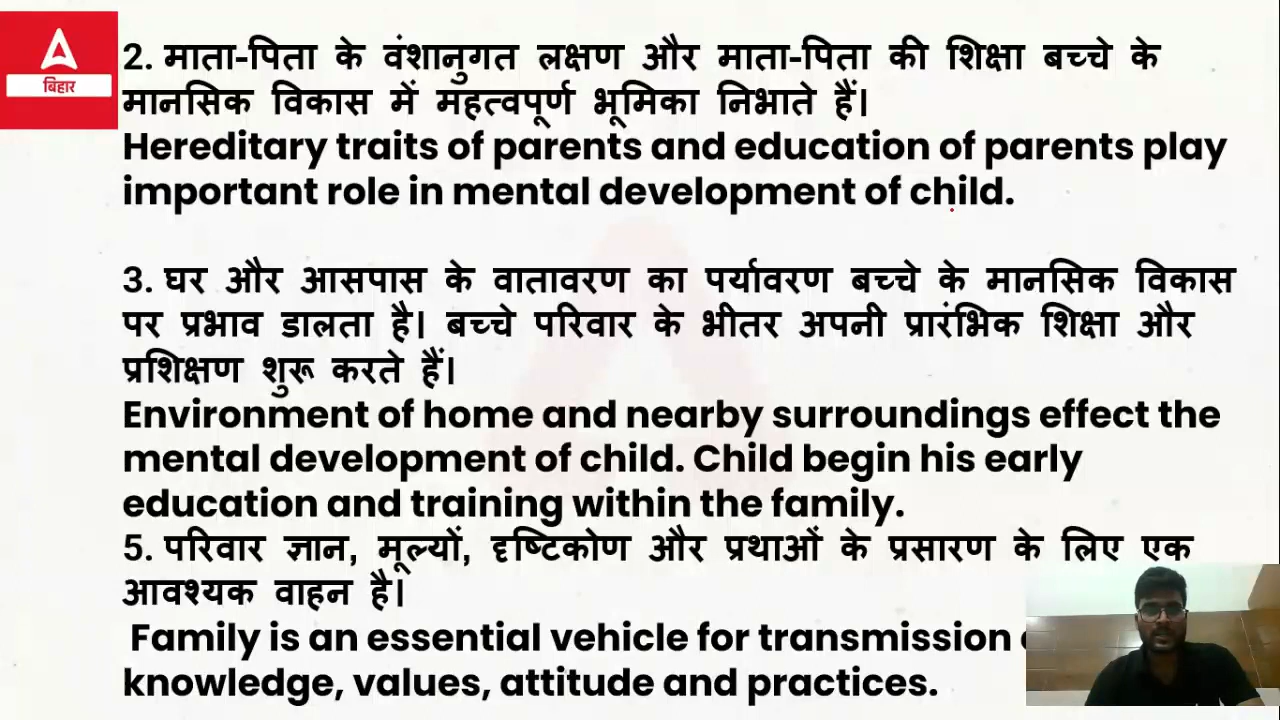 बिहार
2. माता-पिता के वंशानुगत लक्षण और माता-पिता की शिक्षा बच्चे के
मानसिक विकास में महत्वपूर्ण भूमिका निभाते हैं।
Hereditary traits of parents and education of parents play
important role in mental development of child.
3. घर और आसपास के वातावरण का पर्यावरण बच्चे के मानसिक विकास
पर प्रभाव डालता है। बच्चे परिवार के भीतर अपनी प्रारंभिक शिक्षा और
प्रशिक्षण शुरू करते हैं।
Environment of home and nearby surroundings effect the
mental development of child. Child begin his early
education and training within the family.
5. परिवार ज्ञान, मूल्यों, दृष्टिकोण और प्रथाओं के प्रसारण के लिए एक
आवश्यक वाहन है।
Family is an essential vehicle for transmission
knowledge, values, attitude and practices.